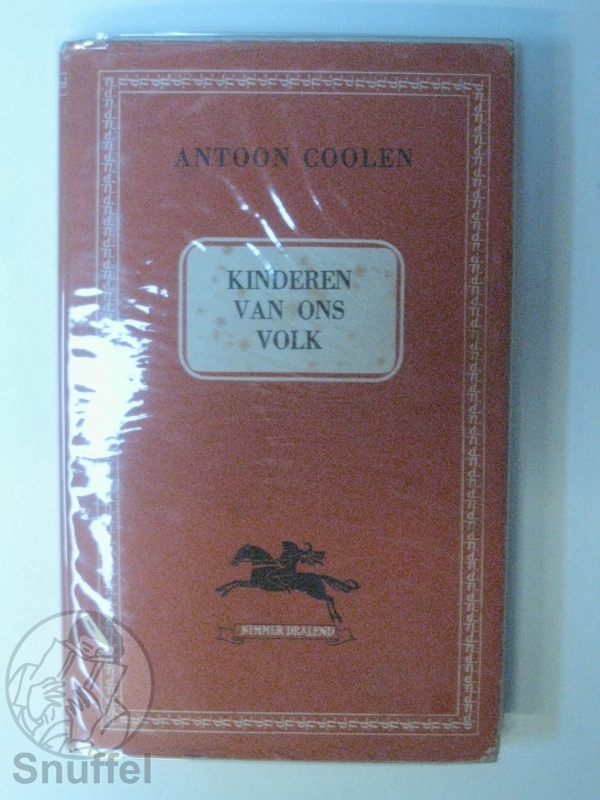 ANTOON COOLEN
KINDEREN
VAN ONS
VOLK
NIMMER DRALEND
Snuffel